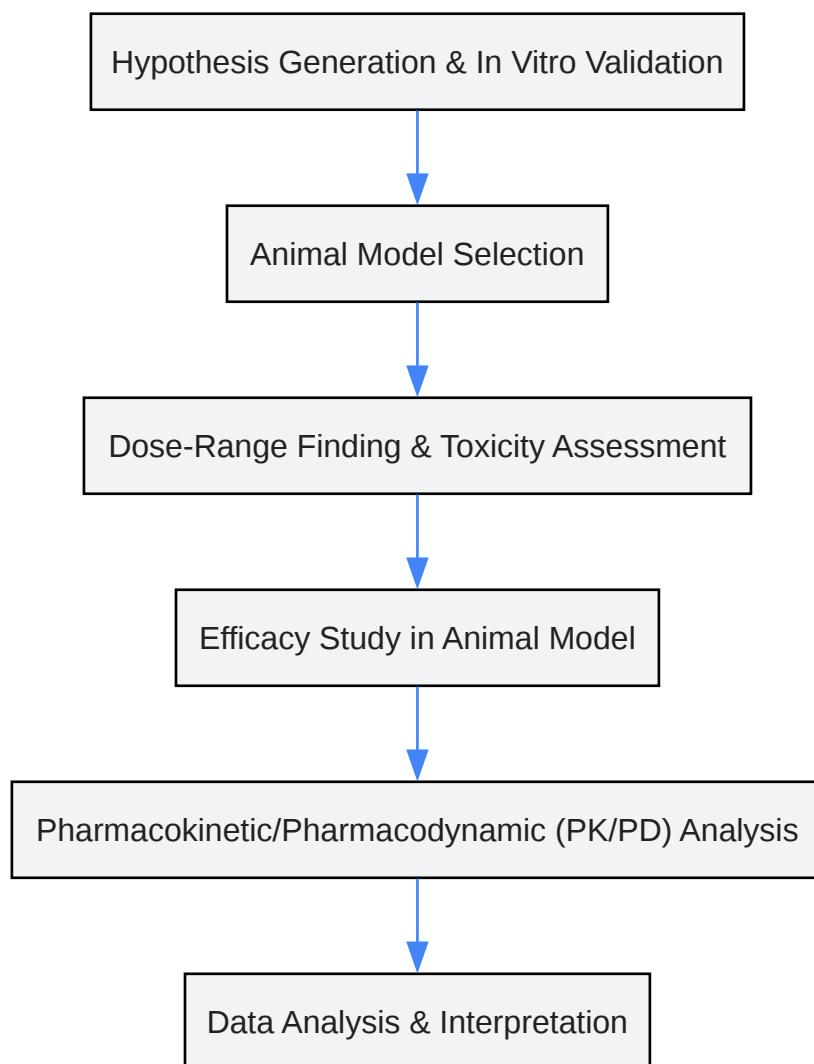 Hypothesis Generation & In Vitro Validation
Animal Model Selection
Dose-Range Finding & Toxicity Assessment
Efficacy Study in Animal Model
Pharmacokinetic/Pharmacodynamic (PK/PD) Analysis
Data Analysis & Interpretation